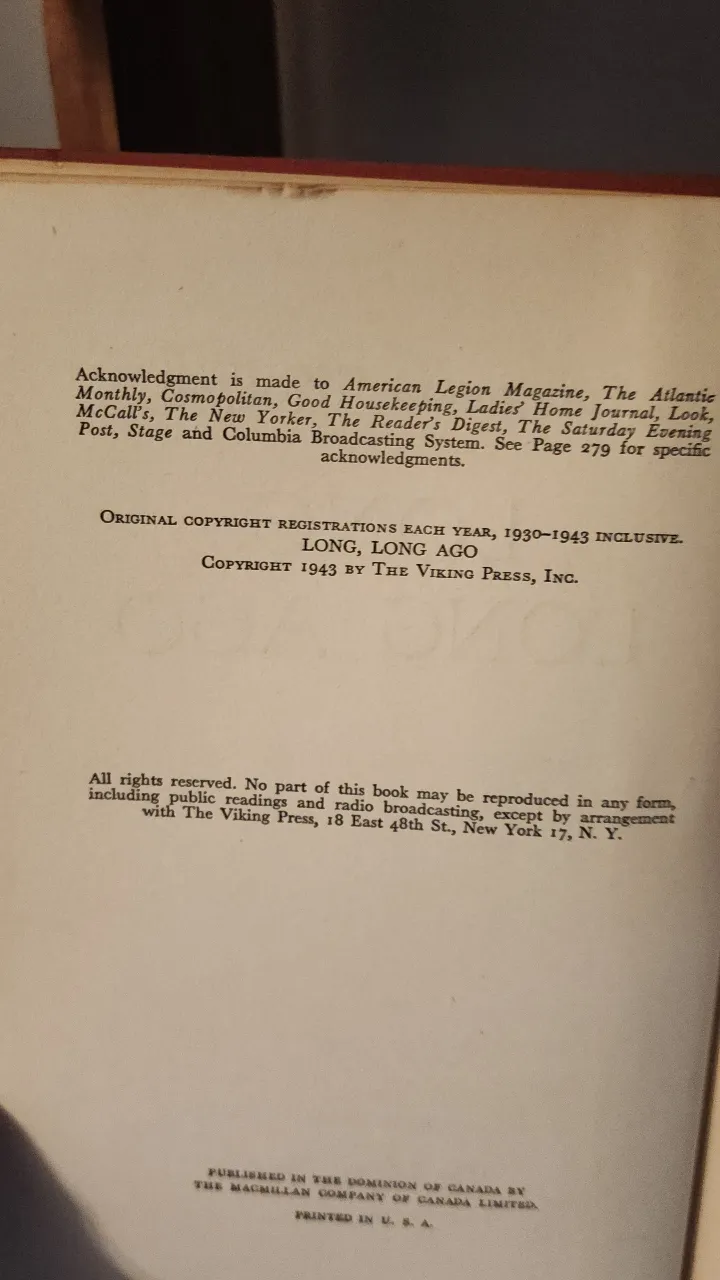 Acknowledgment is made to American Legion Magazine, The Atlantic
Monthly, Cosmopolitan, Good Housekeeping, Ladies' Home Journal, Look,
McCall's, The New Yorker, The Reader's Digest, The Saturday Evening
Post, Stage and Columbia Broadcasting System. See Page 279 for specific
acknowledgments.
ORIGINAL COPYRIGHT REGISTRATIONS EACH YEAR, 1930–1943 INCLUSIVE.
LONG, LONG AGO
COPYRIGHT 1943 BY THE VIKING PRESS, INC.
All rights reserved. No part of this book may be reproduced in any form,
including public readings and radio broadcasting, except by arrangement
with The Viking Press, 18 East 48th St., New York 17, N. Y.
PUBLISHED IN THE DOMINION OF CANADA BY
THE MACMILLAN COMPANY OF CANADA LIMITED.
PRINTED IN U. S. A.